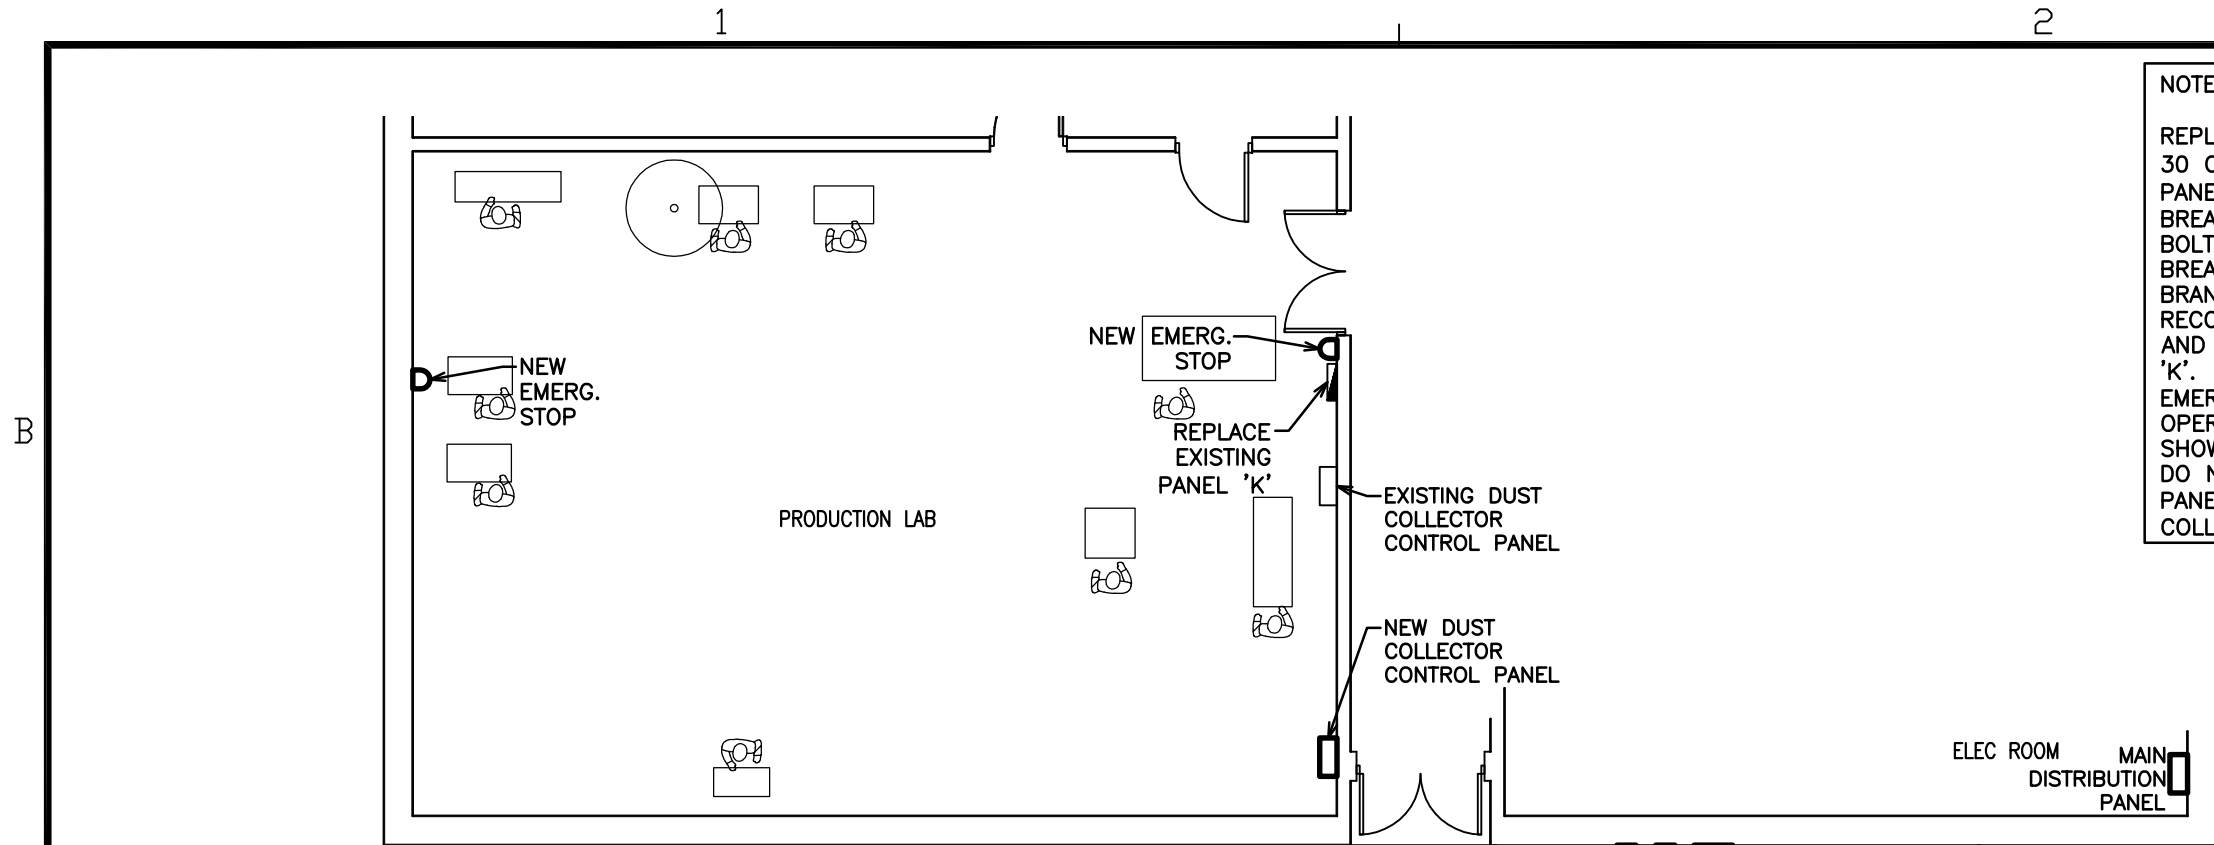 1
2
B
NEW EMERG.
STOP
NEW
EMERG.
STOP
REPLACE
EXISTING
PANEL 'K'
PRODUCTION LAB
EXISTING DUST
COLLECTOR
CONTROL PANEL
NEW DUST
COLLECTOR
CONTROL PANEL
ELEC ROOM
MAIN
DISTRIBUTION
PANEL
NOTE
REPL
30
PANE
BREA
BOLT
BREA
BRAN
RECO
AND
'K'.
EMER
OPER
SHOW
DO N
PANE
COLL